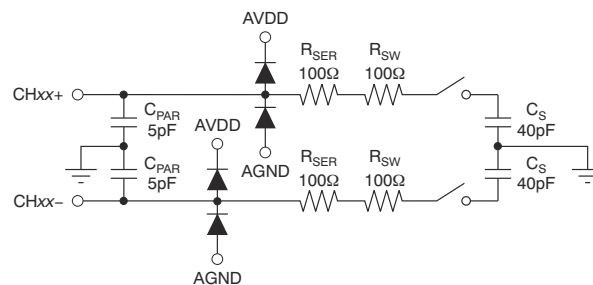 AVDD
R_SER
100Ω
R_SW
100Ω
CHxx+
C_PAR
5pF
AVDD
C_S
40pF
C_PAR
5pF
AGND
R_SER
100Ω
R_SW
100Ω
C_S
40pF
CHxx–
AGND